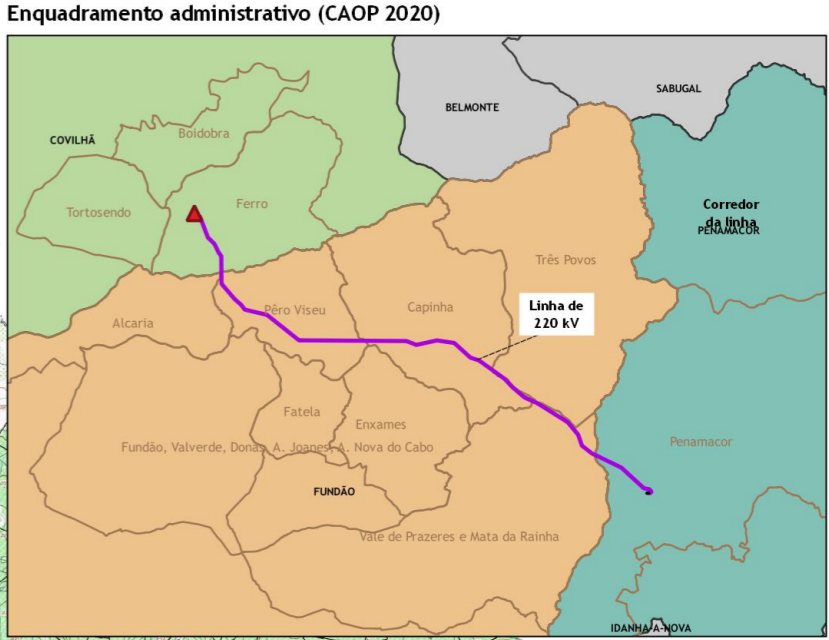 Enquadramento administrativo (CAOP 2020)
BELMONTE
SABUGAL
COVILHÃ
Boidobra
Tortosendo
Ferro
Corredor
da linha
PENAMACOR
Três Povos
Alcaria
Pêro Viseu
Capinha
Linha de
220 kV
Fatela
Enxames
Fundão, Valverde, Donas, A. Joanes, A. Nova do Cabo
Penamacor
FUNDÃO
Vale de Prazeres e Mata da Rainha
IDANHA-A-NOVA